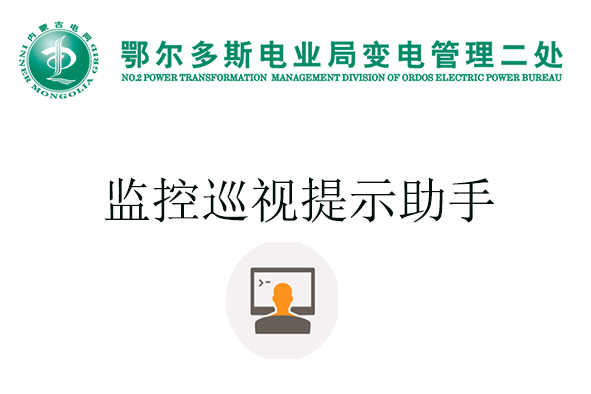 内蒙古电网
INNER MONGOLIA GRID
鄂尔多斯电业局变电管理二处
NO.2 POWER TRANSFORMATION MANAGEMENT DIVISION OF ORDOS ELECTRIC POWER BUREAU
监控巡视提示助手
>-